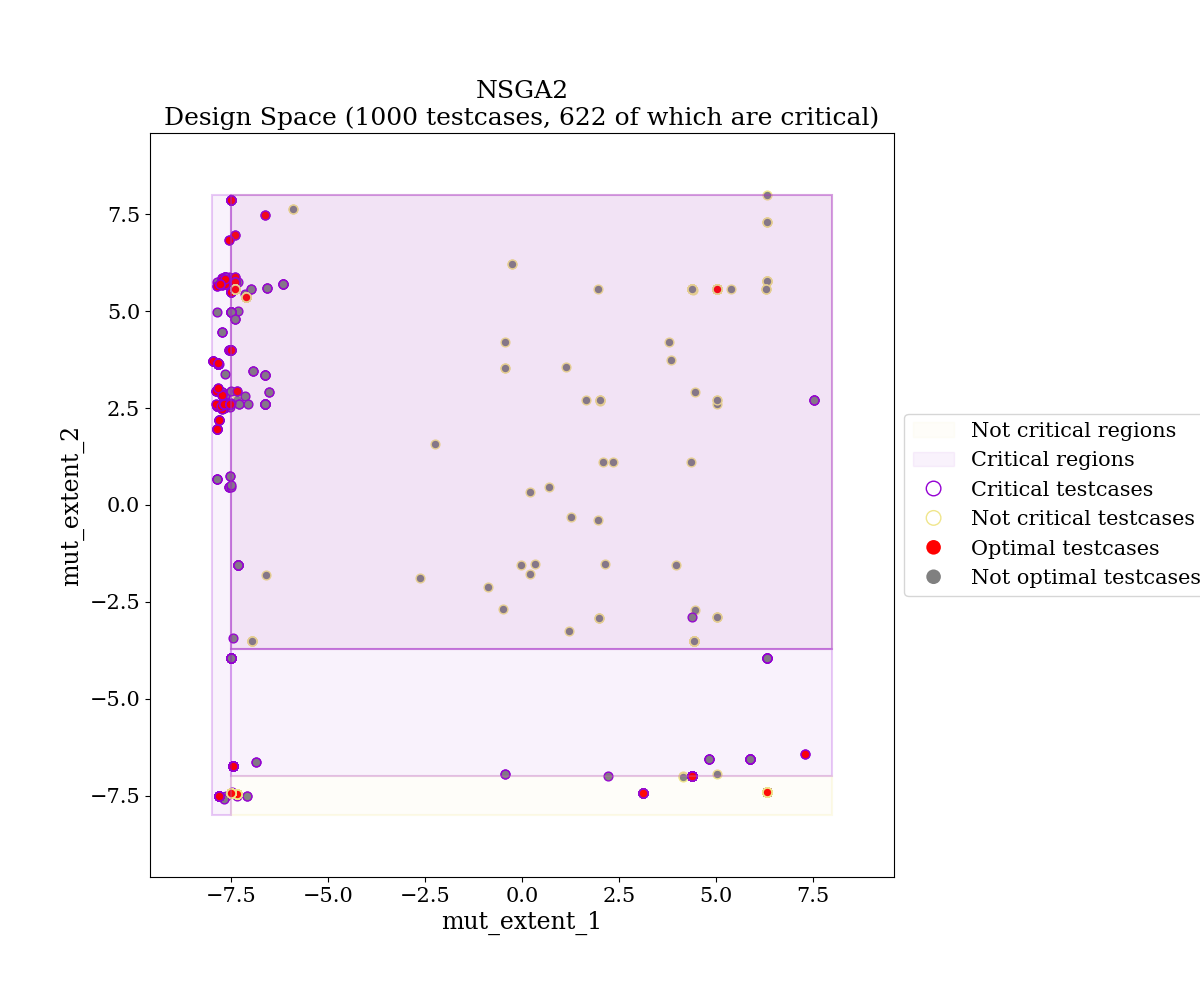 NSGA2
Design Space (1000 testcases, 622 of which are critical)
mut_extent_2
7.5
5.0
2.5
0.0
−2.5
−5.0
−7.5
−7.5
−5.0
−2.5
0.0
2.5
5.0
7.5
mut_extent_1
Not critical regions
Critical regions
Critical testcases
Not critical testcases
Optimal testcases
Not optimal testcases